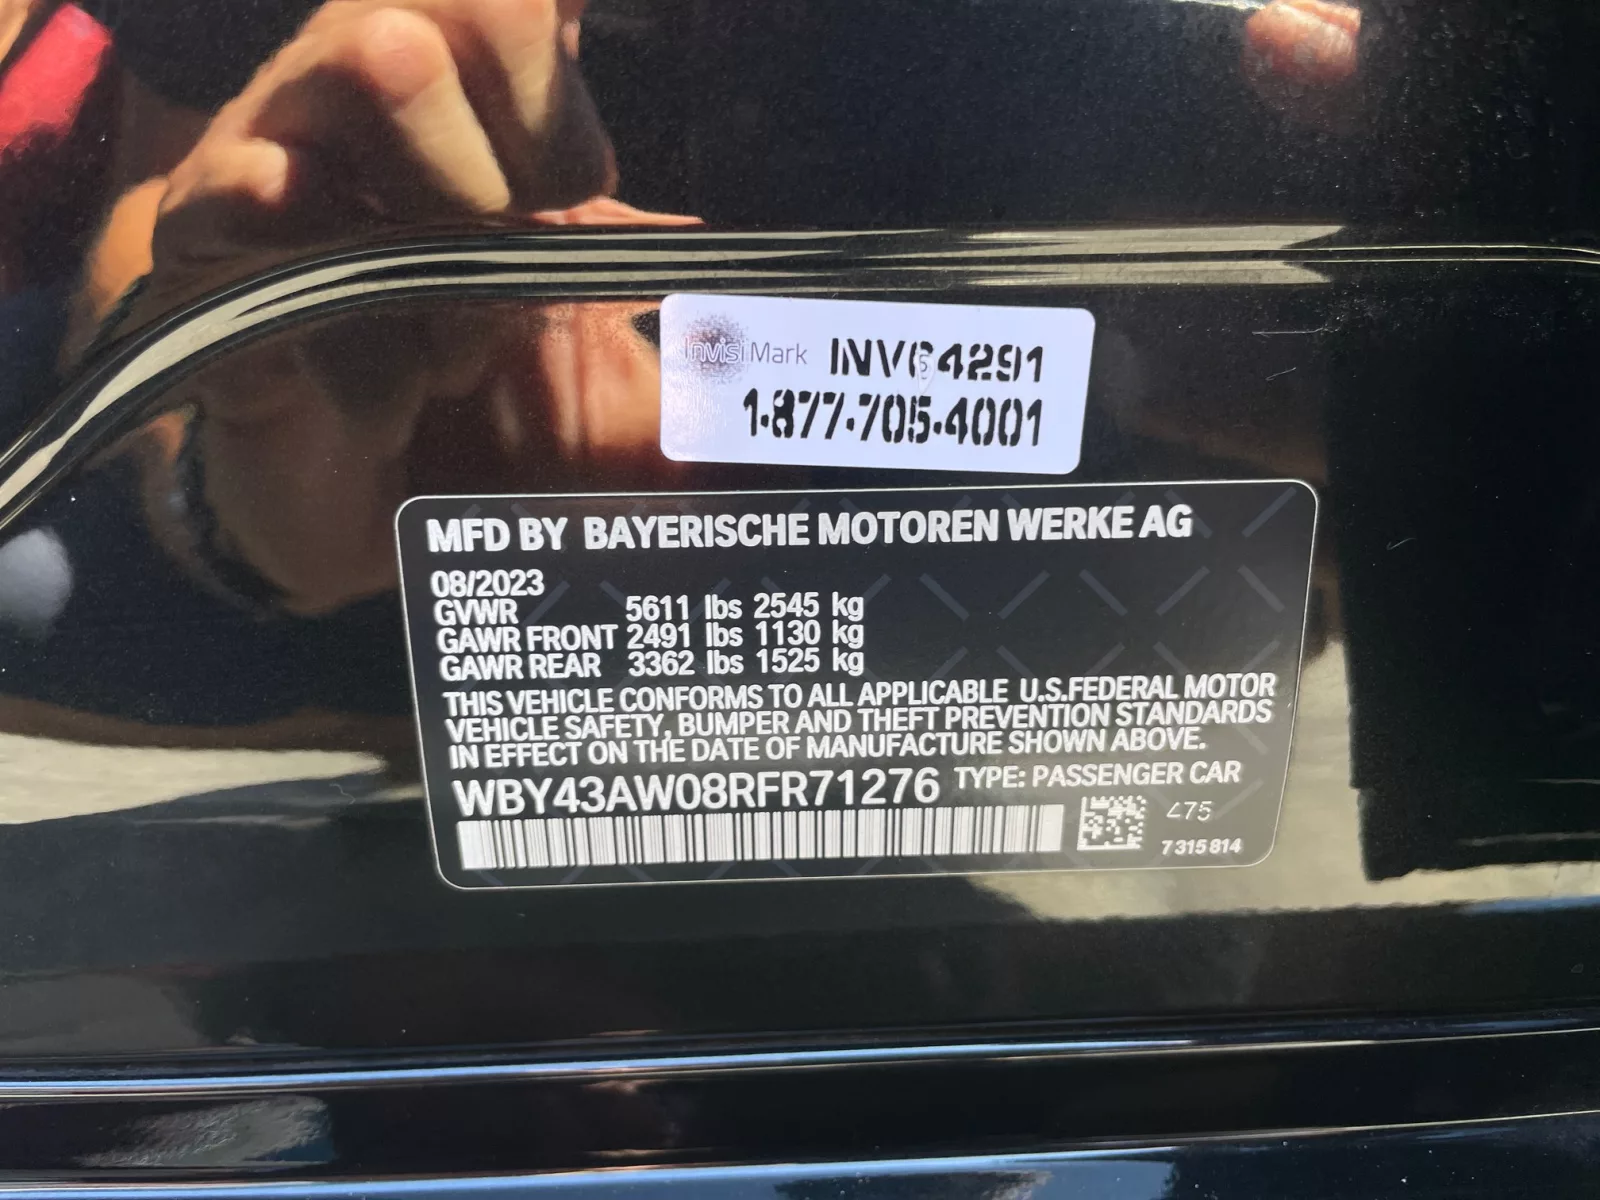 InvisiMark INV64291
1-877-705-4001
MFD BY BAYERISCHE MOTOREN WERKE AG
08/2023
GVWR 5611 lbs 2545 kg
GAWR FRONT 2491 lbs 1130 kg
GAWR REAR 3362 lbs 1525 kg
THIS VEHICLE CONFORMS TO ALL APPLICABLE U.S.FEDERAL MOTOR
VEHICLE SAFETY, BUMPER AND THEFT PREVENTION STANDARDS
IN EFFECT ON THE DATE OF MANUFACTURE SHOWN ABOVE.
WBY43AW08RFR71276 TYPE: PASSENGER CAR
475
7315814